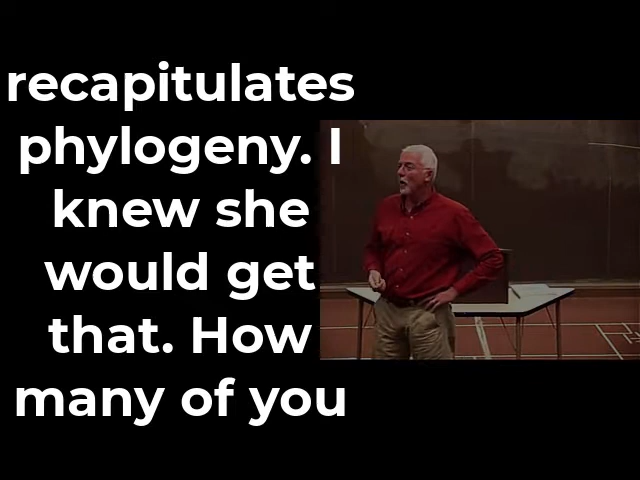 recapitulates
phylogeny. I
knew she
would get
that. How
many of you